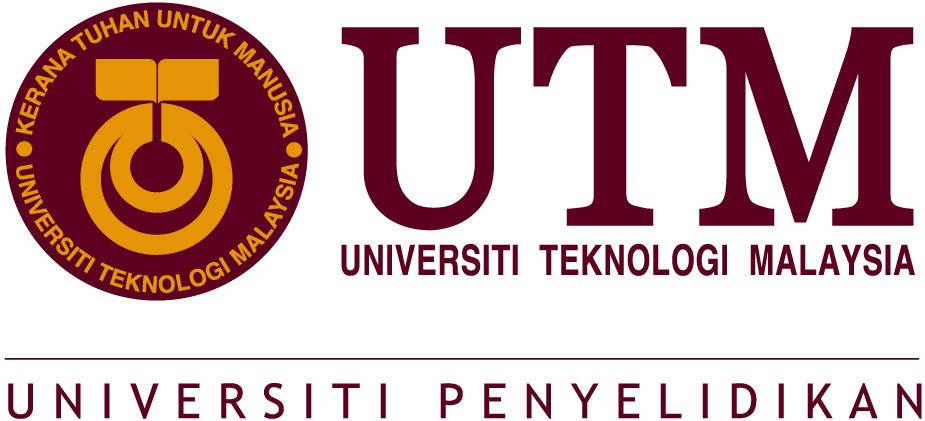 KERANA TUHAN UNTUK MANUSIA
UNIVERSITI TEKNOLOGI MALAYSIA
UTM
UNIVERSITI TEKNOLOGI MALAYSIA
UNIVERSITI PENYELIDIKAN